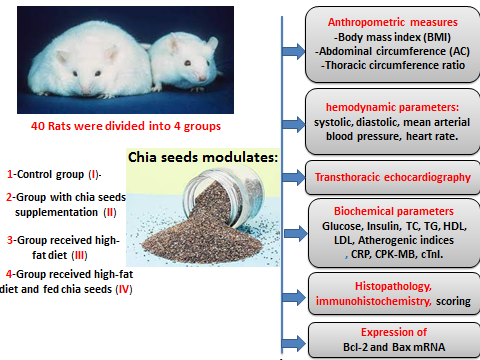 40 Rats were divided into 4 groups
Chia seeds modulates:
1-Control group (I)-
2-Group with chia seeds
supplementation (II)
3-Group received high-
fat diet (III)
4-Group received high-fat
diet and fed chia seeds (IV)
Anthropometric measures
-Body mass index (BMI)
-Abdominal circumference (AC)
-Thoracic circumference ratio
hemodynamic parameters:
systolic, diastolic, mean arterial
blood pressure, heart rate.
Transthoracic echocardiography
Biochemical parameters
Glucose, Insulin, TC, TG, HDL,
LDL, Atherogenic indices
, CRP, CPK-MB, cTnI.
Histopathology,
immunohistochemistry, scoring
Expression of
Bcl-2 and Bax mRNA